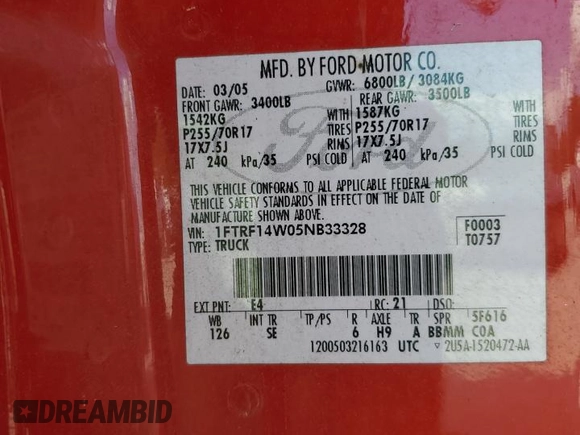 MFD. BY FORD MOTOR CO.
DATE: 03/05 GVWR: 6800LB/ 3084KG
FRONT GAWR: 3400LB REAR GAWR: 3500LB
1542KG WITH 1587KG WITH
P255/70R17 TIRES P255/70R17 TIRES
17X7.5J RIMS 17X7.5J RIMS
AT 240 kPa/35 PSI COLD AT 240 kPa/35 PSI COLD
Ford
THIS VEHICLE CONFORMS TO ALL APPLICABLE FEDERAL MOTOR
VEHICLE SAFETY STANDARDS IN EFFECT ON THE DATE OF
MANUFACTURE SHOWN ABOVE.
VIN: 1FTRF14W05NB33328 F0003
TYPE: TRUCK T0757
EXT PNT: E4 RC: 21 DSO:
WB INT TR TP/PS R AXLE TR SPR 5F616
126 SE 6 H9 A BBMM C0A
1200503216163 UTC ▽ 2U5A-1520472-AA
DREAMBID